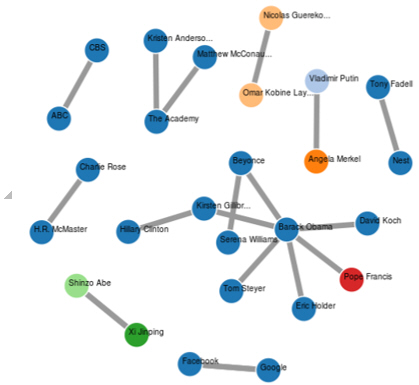 Nicolas Guereko...
CBS
Kristen Anderso...
Matthew McConau...
Vladimir Putin
Tony Fadell
Omar Kobine Lay...
ABC
The Academy
Angela Merkel
Nest
Charlie Rose
Beyonce
Kirsten Gillibr...
David Koch
H.R. McMaster
Hillary Clinton
Barack Obama
Serena Williams
Pope Francis
Shinzo Abe
Tom Steyer
Eric Holder
Xi Jinping
Facebook
Google